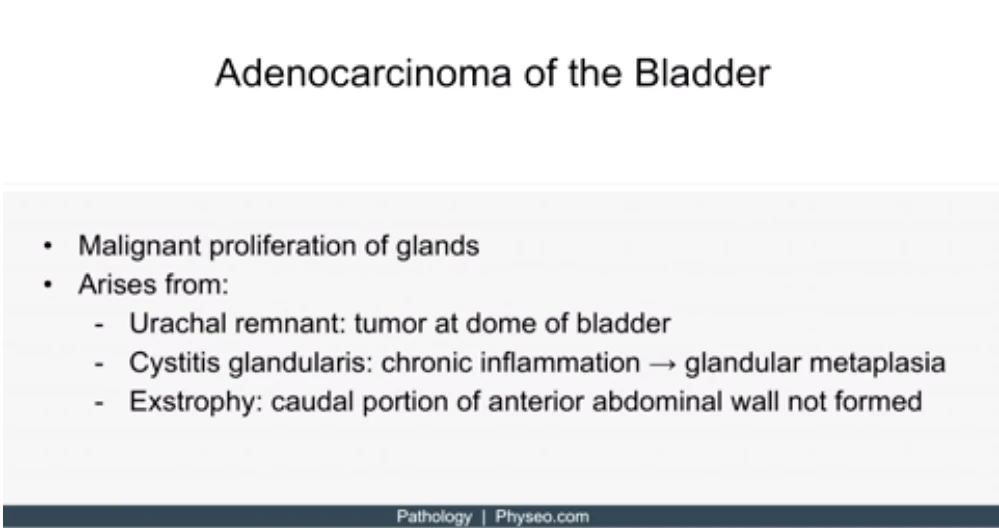 Adenocarcinoma of the Bladder
• Malignant proliferation of glands
• Arises from:
- Urachal remnant: tumor at dome of bladder
- Cystitis glandularis: chronic inflammation → glandular metaplasia
- Exstrophy: caudal portion of anterior abdominal wall not formed
Pathology | Physeo.com